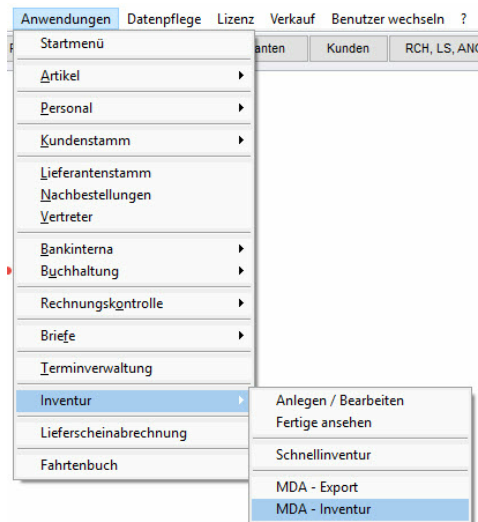 Anwendungen Datenpflege Lizenz Verkauf Benutzer wechseln ?
Startmenü
anten Kunden RCH, LS, ANG
Artikel
Personal
Kundenstamm
Lieferantenstamm
Nachbestellungen
Vertreter
Bankinterna
Buchhaltung
Rechnungskontrolle
Briefe
Terminverwaltung
Inventur
Anlegen / Bearbeiten
Fertige ansehen
Lieferscheinabrechnung
Schnellinventur
Fahrtenbuch
MDA - Export
MDA - Inventur